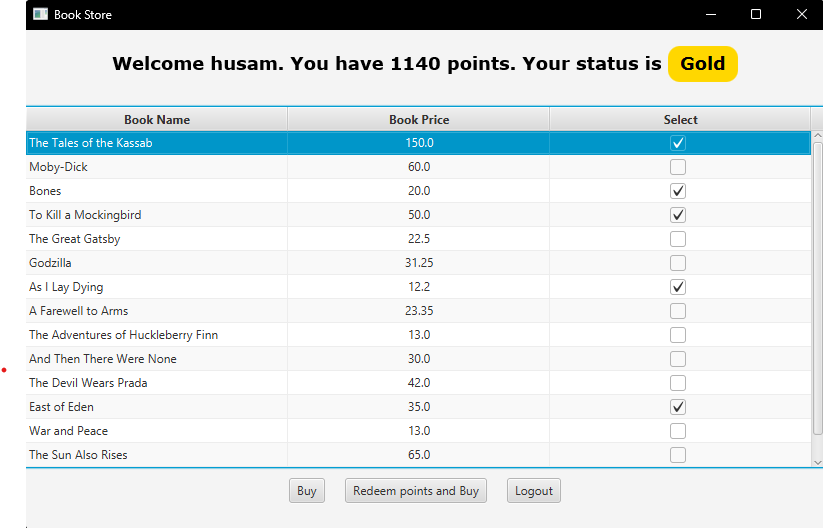 Book Store
Welcome husam. You have 1140 points. Your status is Gold
Book Name Book Price Select
The Tales of the Kassab 150.0
Moby-Dick 60.0
Bones 20.0
To Kill a Mockingbird 50.0
The Great Gatsby 22.5
Godzilla 31.25
As I Lay Dying 12.2
A Farewell to Arms 23.35
The Adventures of Huckleberry Finn 13.0
And Then There Were None 30.0
The Devil Wears Prada 42.0
East of Eden 35.0
War and Peace 13.0
The Sun Also Rises 65.0
Buy Redeem points and Buy Logout